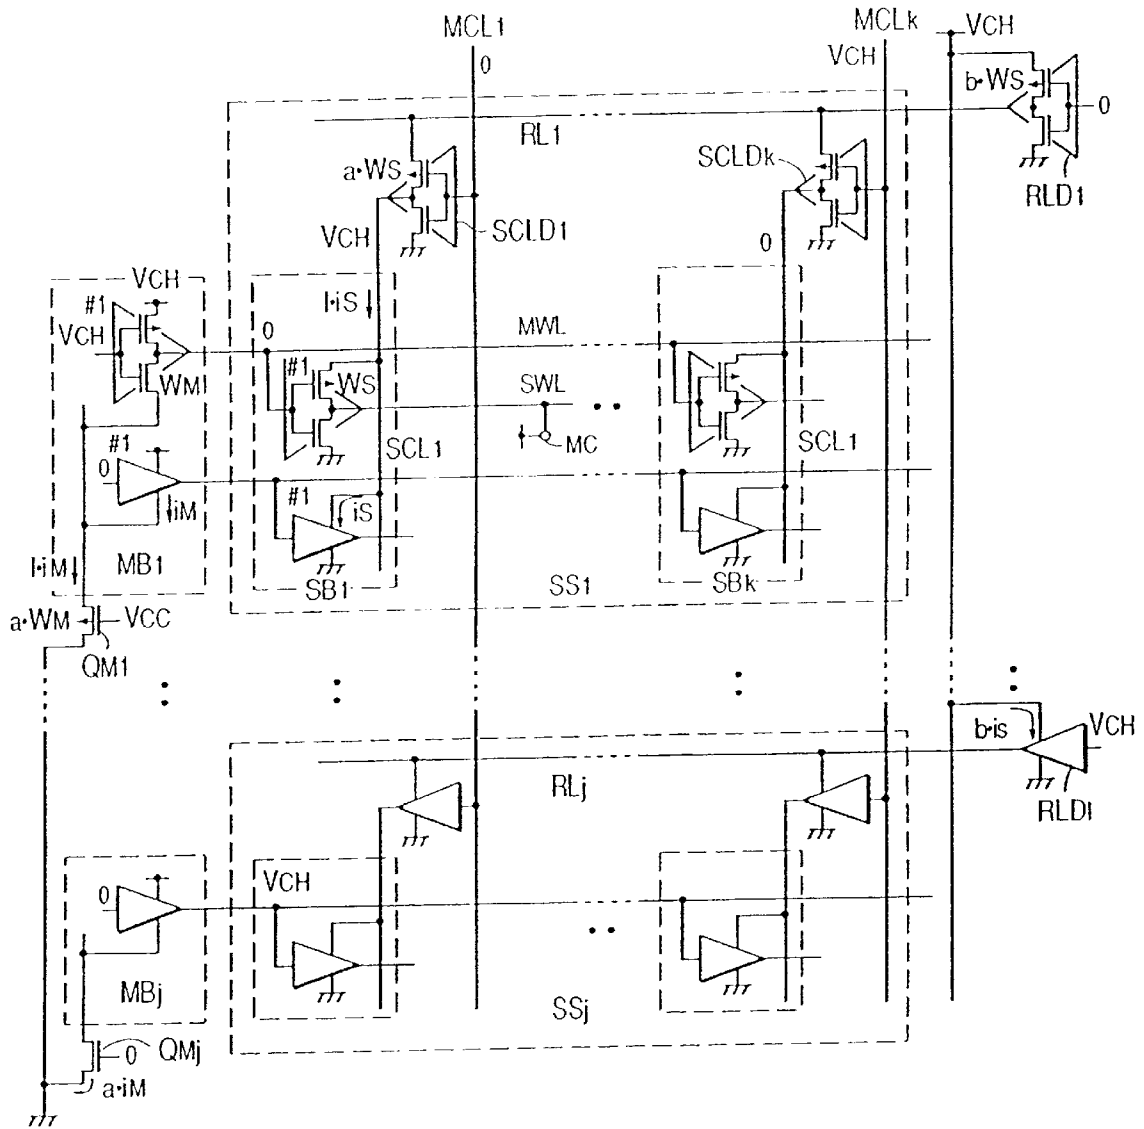 MCL1
MCLk
VCH
0
VCH
b•WS
0
RL1
SCLDk
RLD1
a•WS
SCLD1
VCH
0
VCH
#1
VCH
WM
l•iS
0
MWL
#1
WS
SWL
MC
SCL1
SCL1
#1
0
iM
#1
iS
MB1
l•iM
SB1
SS1
SBk
a•WM
VCC
QM1
b•is
VCH
RLj
RLDl
0
VCH
MBj
SSj
0
QMj
a•iM